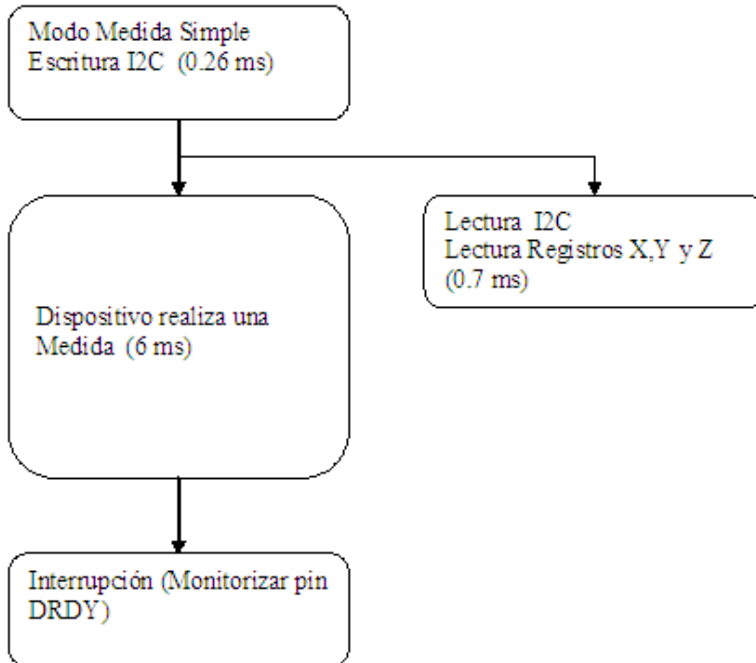 Modo Medida Simple
Escritura I2C (0.26 ms)
Lectura I2C
Lectura Registros X,Y y Z
(0.7 ms)
Dispositivo realiza una
Medida (6 ms)
Interrupción (Monitorizar pin
DRDY)